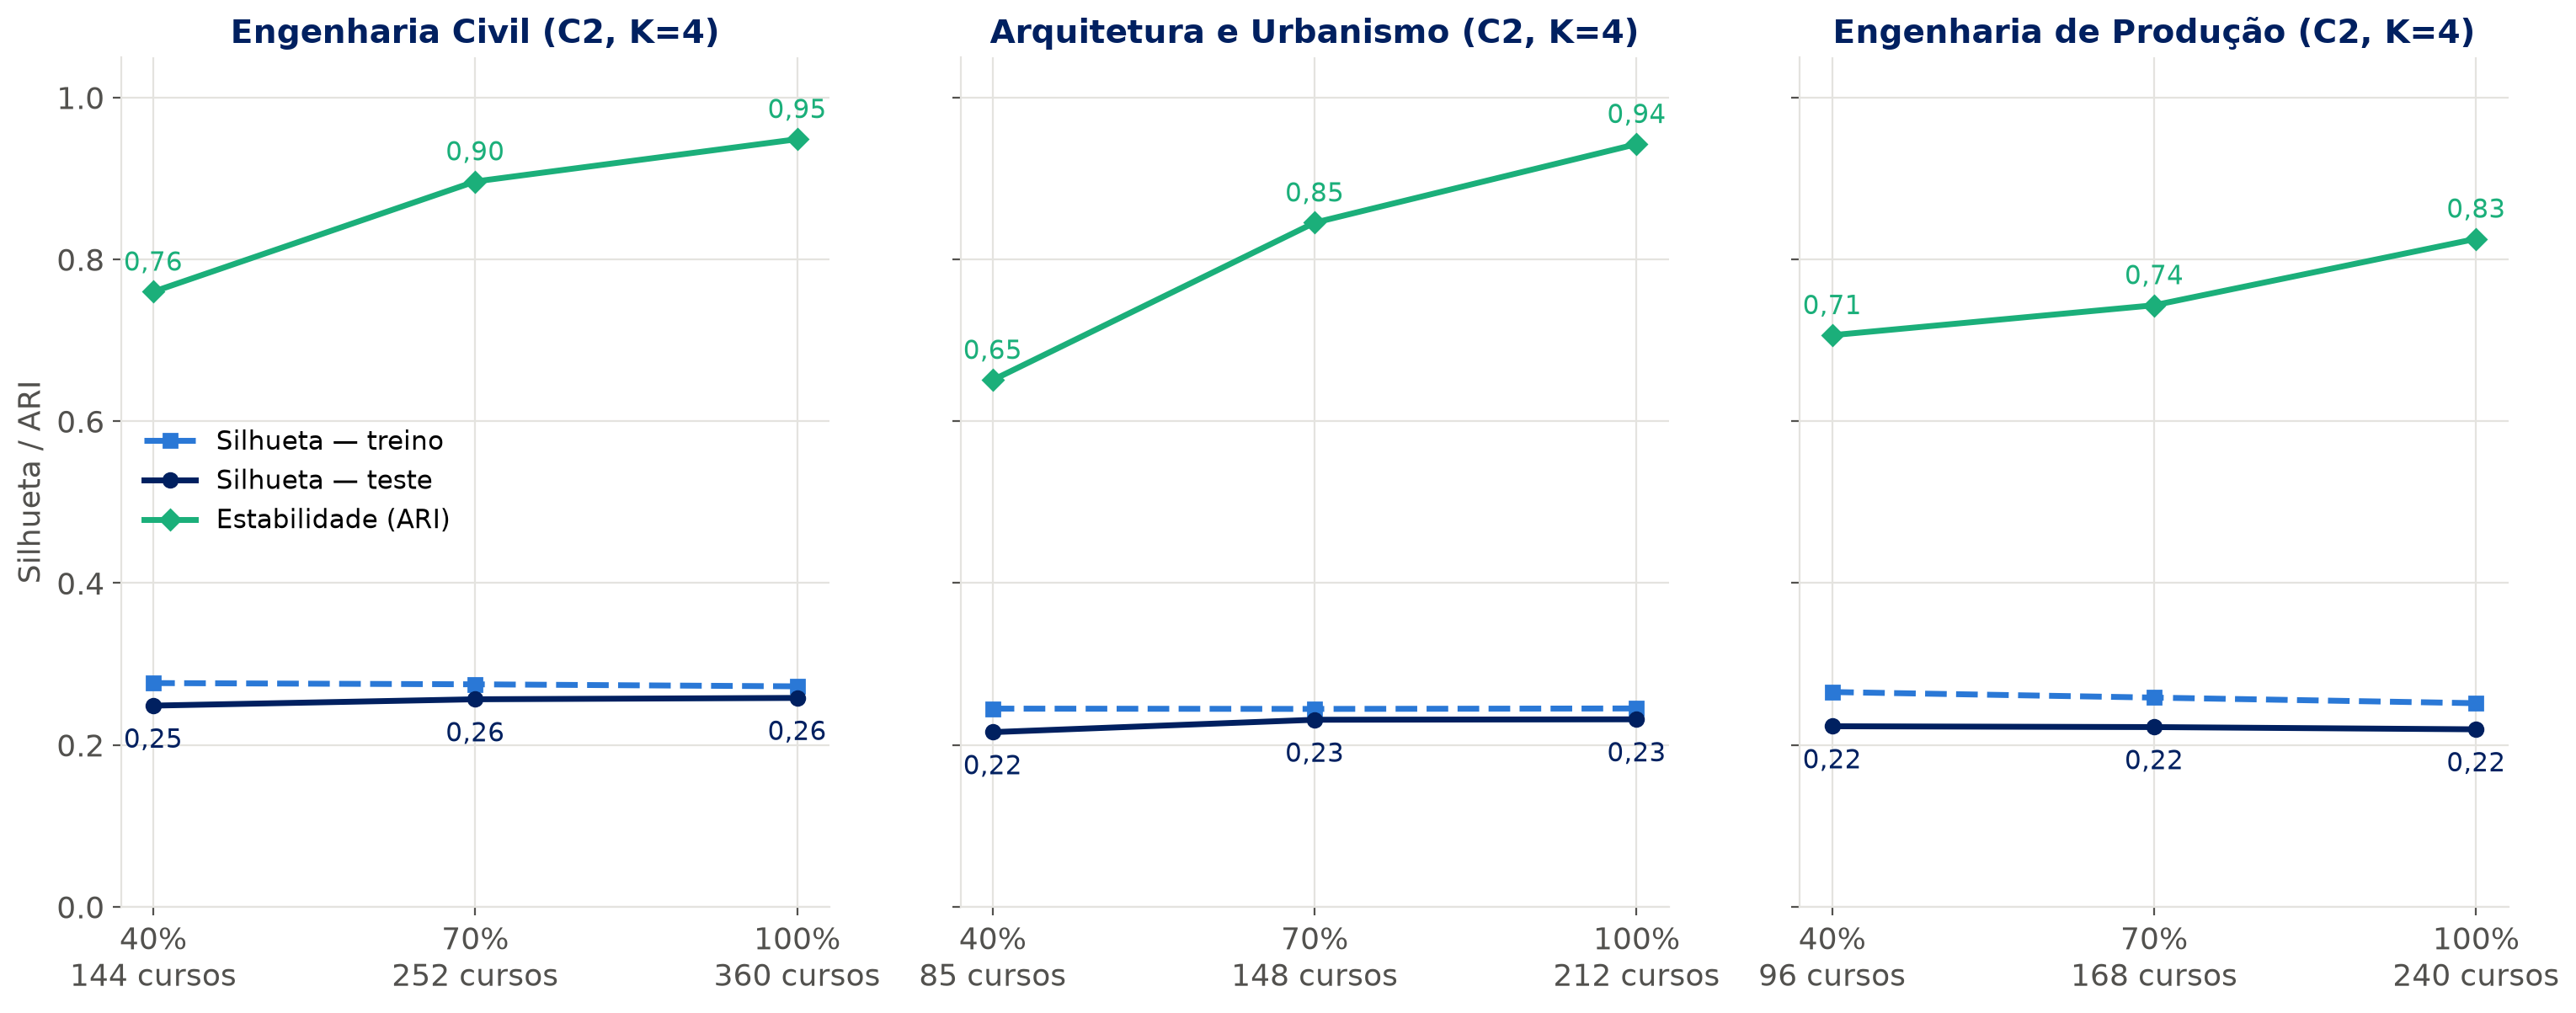 Engenharia Civil (C2, K=4)
Silhueta / ARI
1.0
0.8
0.6
0.4
0.2
0.0
0,76
0,90
0,95
Silhueta — treino
Silhueta — teste
Estabilidade (ARI)
0,25
0,26
0,26
40%
144 cursos
70%
252 cursos
100%
360 cursos
Arquitetura e Urbanismo (C2, K=4)
0,65
0,85
0,94
0,22
0,23
0,23
40%
85 cursos
70%
148 cursos
100%
212 cursos
Engenharia de Produção (C2, K=4)
0,71
0,74
0,83
0,22
0,22
0,22
40%
96 cursos
70%
168 cursos
100%
240 cursos